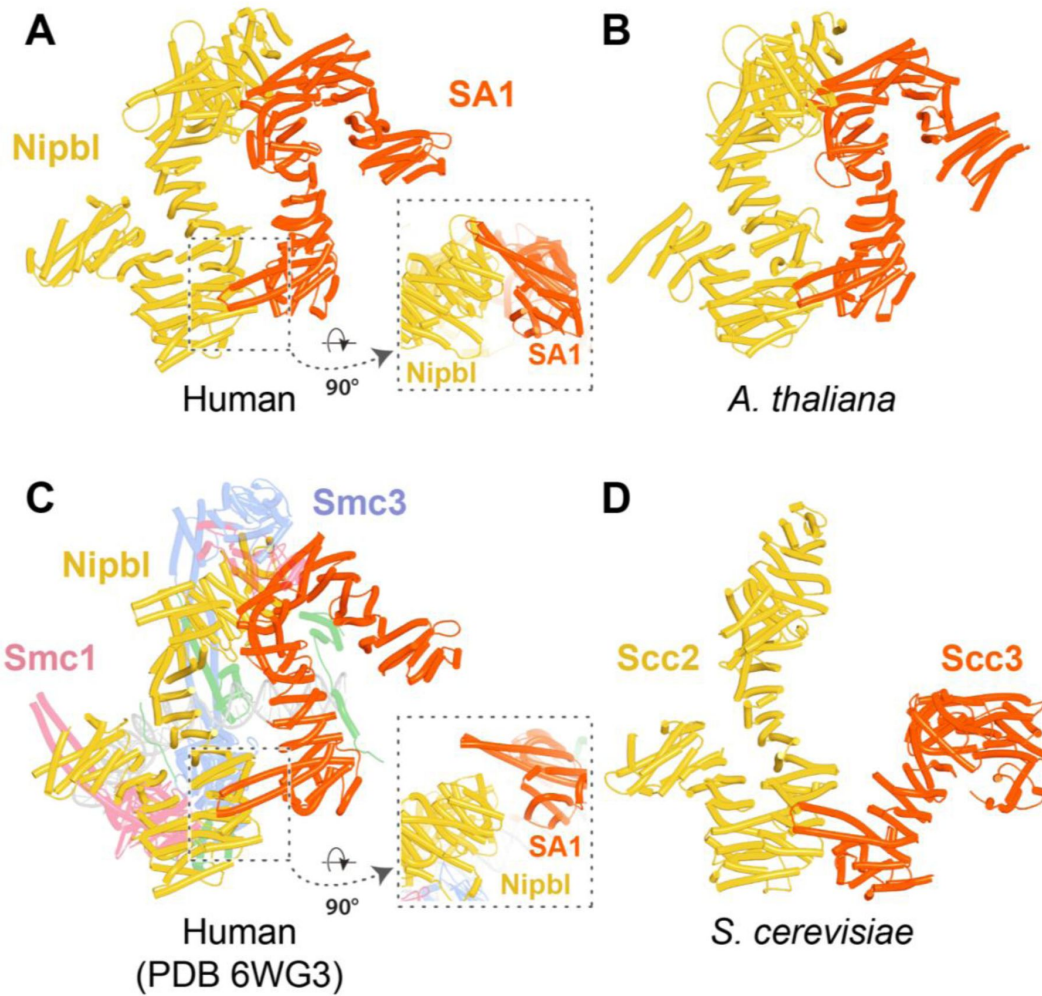 A
B
SA1
Nipbl
Nipbl
SA1
90°
Human
A. thaliana
C
D
Smc3
Nipbl
Smc1
Scc2
Scc3
SA1
Nipbl
90°
Human
(PDB 6WG3)
S. cerevisiae